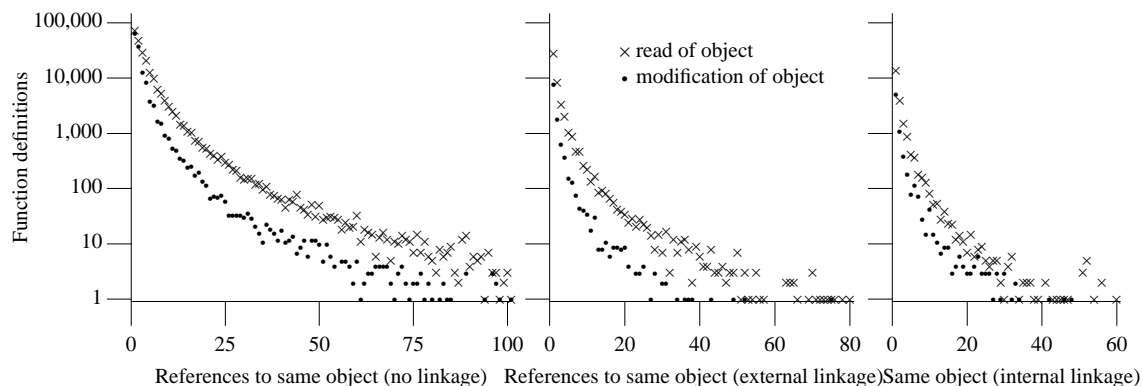 100,000
10,000
1,000
100
10
1
Function definitions
× read of object
• modification of object
0 25 50 75 100
0 20 40 60 80
0 20 40 60
References to same object (no linkage)
References to same object (external linkage)
Same object (internal linkage)